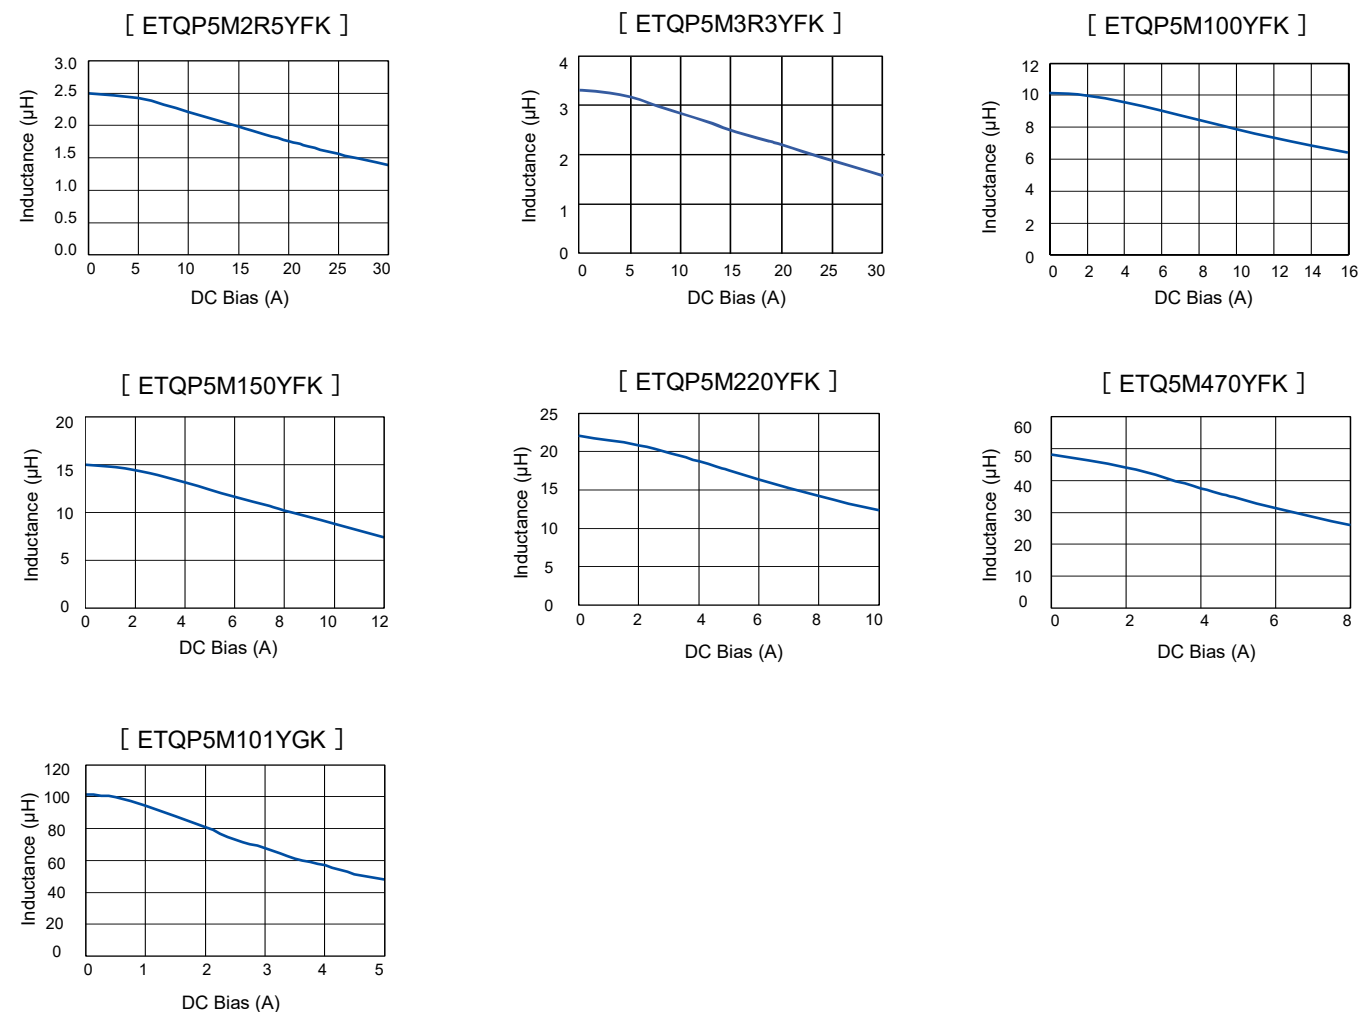 [ ETQP5M2R5YFK ]
Inductance (µH)
3.0
2.5
2.0
1.5
1.0
0.5
0.0
0 5 10 15 20 25 30
DC Bias (A)
[ ETQP5M3R3YFK ]
Inductance (µH)
4
3
2
1
0
0 5 10 15 20 25 30
DC Bias (A)
[ ETQP5M100YFK ]
Inductance (µH)
12
10
8
6
4
2
0
0 2 4 6 8 10 12 14 16
DC Bias (A)
[ ETQP5M150YFK ]
Inductance (µH)
20
15
10
5
0
0 2 4 6 8 10 12
DC Bias (A)
[ ETQP5M220YFK ]
Inductance (µH)
25
20
15
10
5
0
0 2 4 6 8 10
DC Bias (A)
[ ETQ5M470YFK ]
Inductance (µH)
60
50
40
30
20
10
0
0 2 4 6 8
DC Bias (A)
[ ETQP5M101YGK ]
Inductance (µH)
120
100
80
60
40
20
0
0 1 2 3 4 5
DC Bias (A)